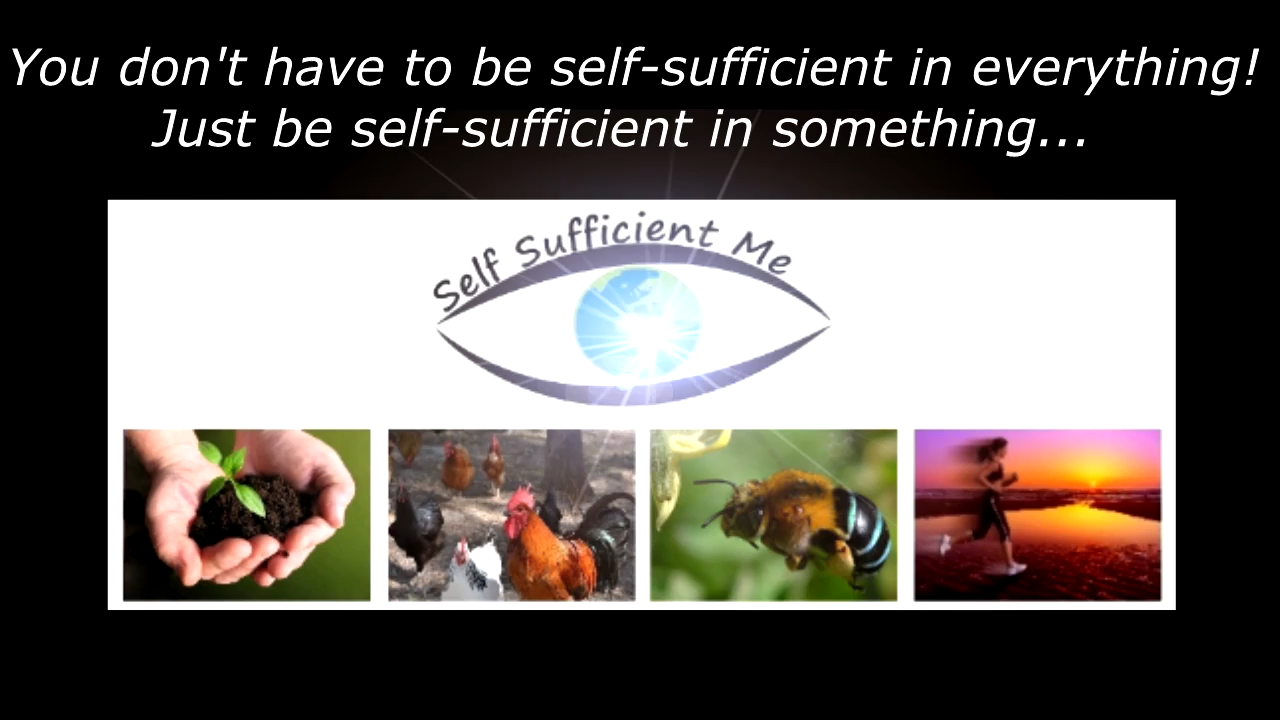 You don't have to be self-sufficient in everything!
Just be self-sufficient in something...
Self Sufficient Me